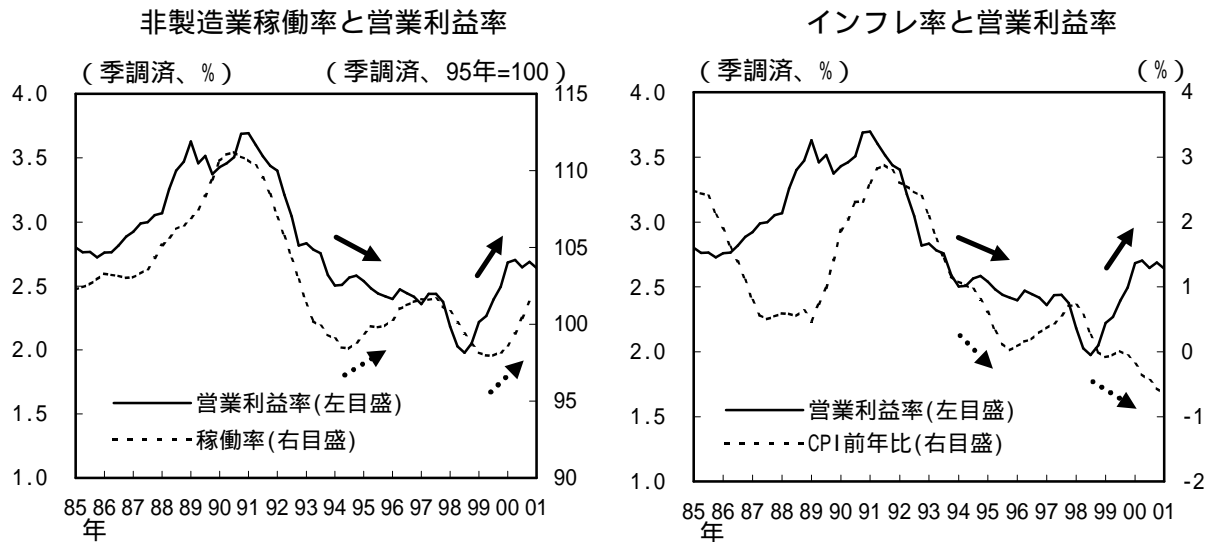 非製造業稼働率と営業利益率
(季調済、%)
(季調済、95年=100)
4.0
3.5
3.0
2.5
2.0
1.5
1.0
115
110
105
100
95
90
営業利益率(左目盛)
稼働率(右目盛)
85 86 87 88 89 90 91 92 93 94 95 96 97 98 99 00 01
年
インフレ率と営業利益率
(季調済、%)
(%)
4.0
3.5
3.0
2.5
2.0
1.5
1.0
4
3
2
1
0
-1
-2
営業利益率(左目盛)
CPI前年比(右目盛)
85 86 87 88 89 90 91 92 93 94 95 96 97 98 99 00 01
年